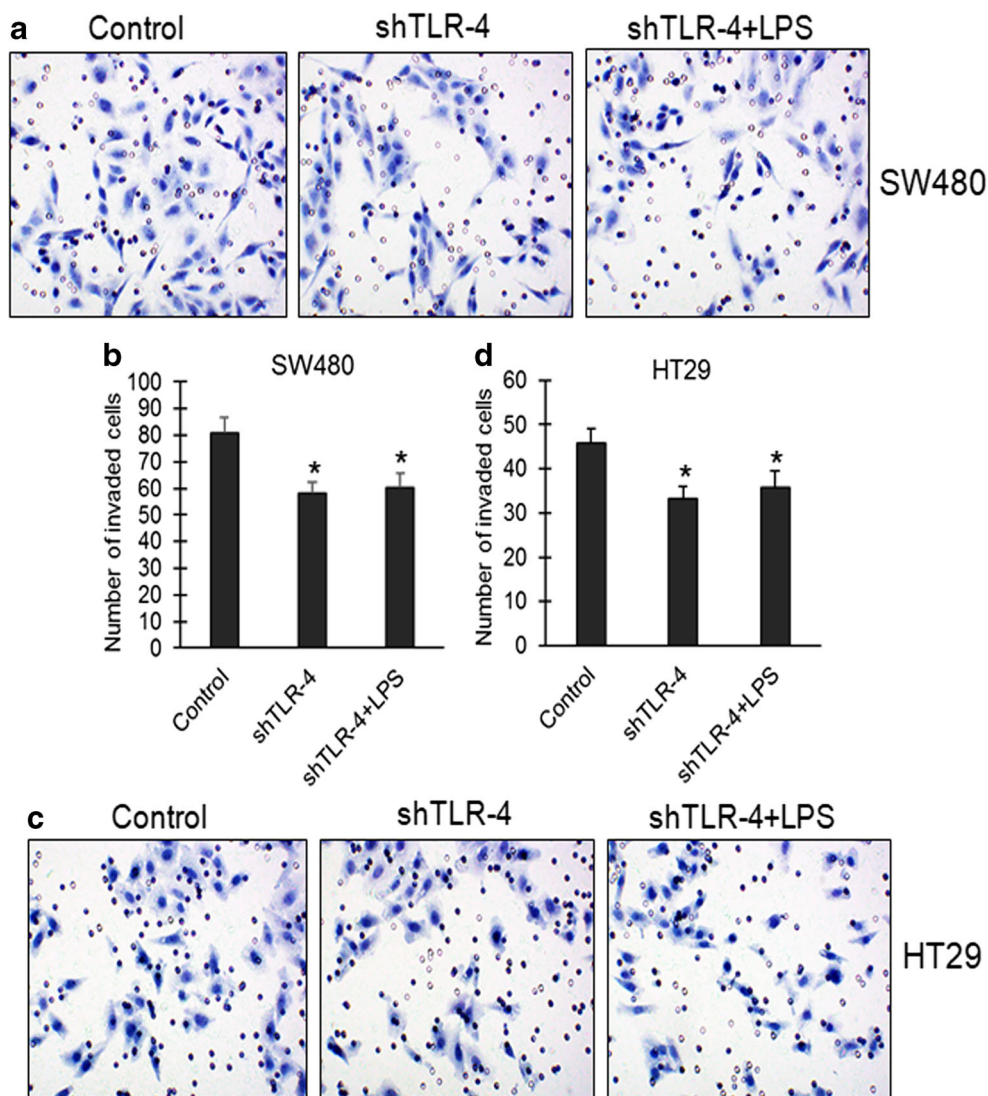 a
Control
shTLR-4
shTLR-4+LPS
SW480
b
SW480
Number of invaded cells
100
90
80
70
60
50
40
30
20
10
0
*
*
Control
shTLR-4
shTLR-4+LPS
d
HT29
Number of invaded cells
60
50
40
30
20
10
0
*
*
Control
shTLR-4
shTLR-4+LPS
c
Control
shTLR-4
shTLR-4+LPS
HT29